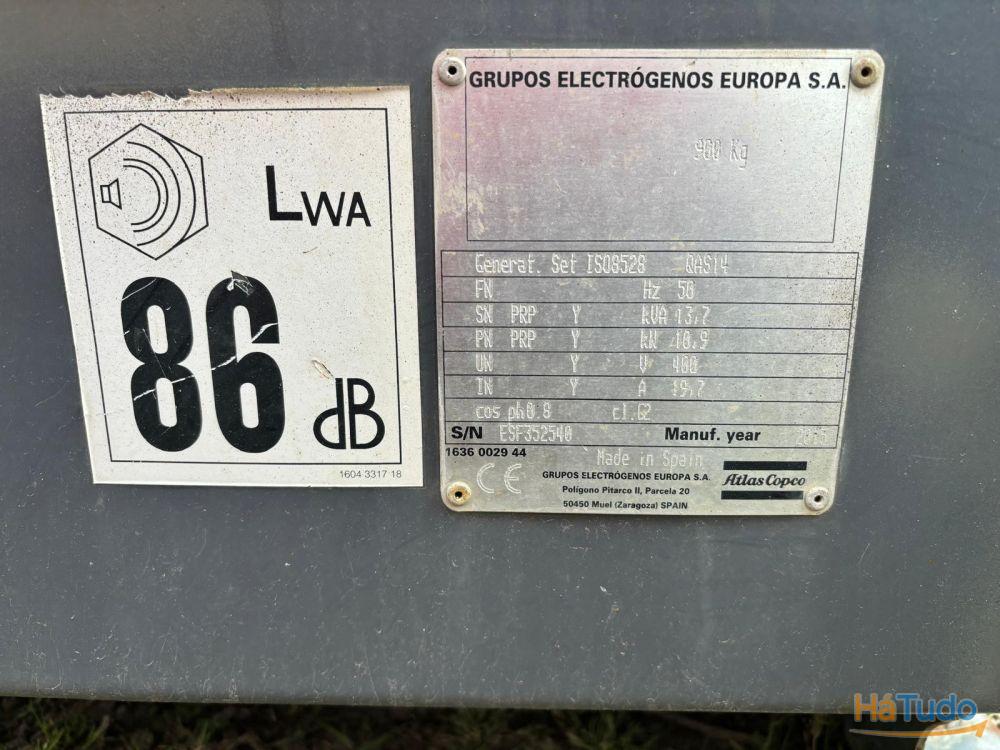 LWA
86
dB
1604 3317 18
GRUPOS ELECTRÓGENOS EUROPA S.A.
900 Kg
Generat. Set ISO8528 QAS14
FN Hz 50
SN PRP Y kVA 13,7
PN PRP Y kW 10,9
UN Y V 400
IN Y A 19,7
cos ph0.8 cl.G2
S/N ESF352540 Manuf. year
1636 0029 44
Made in Spain
CE
GRUPOS ELECTRÓGENOS EUROPA S.A.
Polígono Pitarco II, Parcela 20
50450 Muel (Zaragoza) SPAIN
Atlas Copco
HáTudo